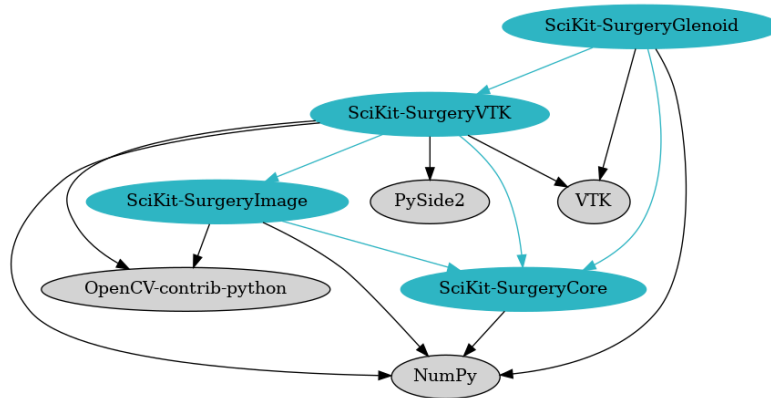 SciKit-SurgeryGlenoid
SciKit-SurgeryVTK
SciKit-SurgeryImage
PySide2
VTK
OpenCV-contrib-python
SciKit-SurgeryCore
NumPy